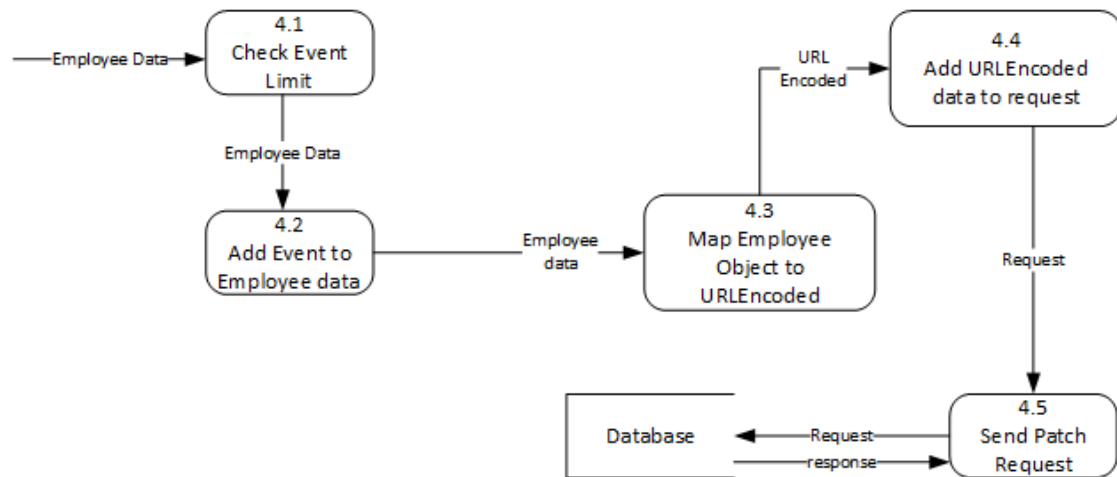 Employee Data
4.1
Check Event
Limit
Employee Data
4.2
Add Event to
Employee data
Employee
data
4.3
Map Employee
Object to
URLEncoded
URL
Encoded
4.4
Add URLEncoded
data to request
Request
4.5
Send Patch
Request
Request
response
Database